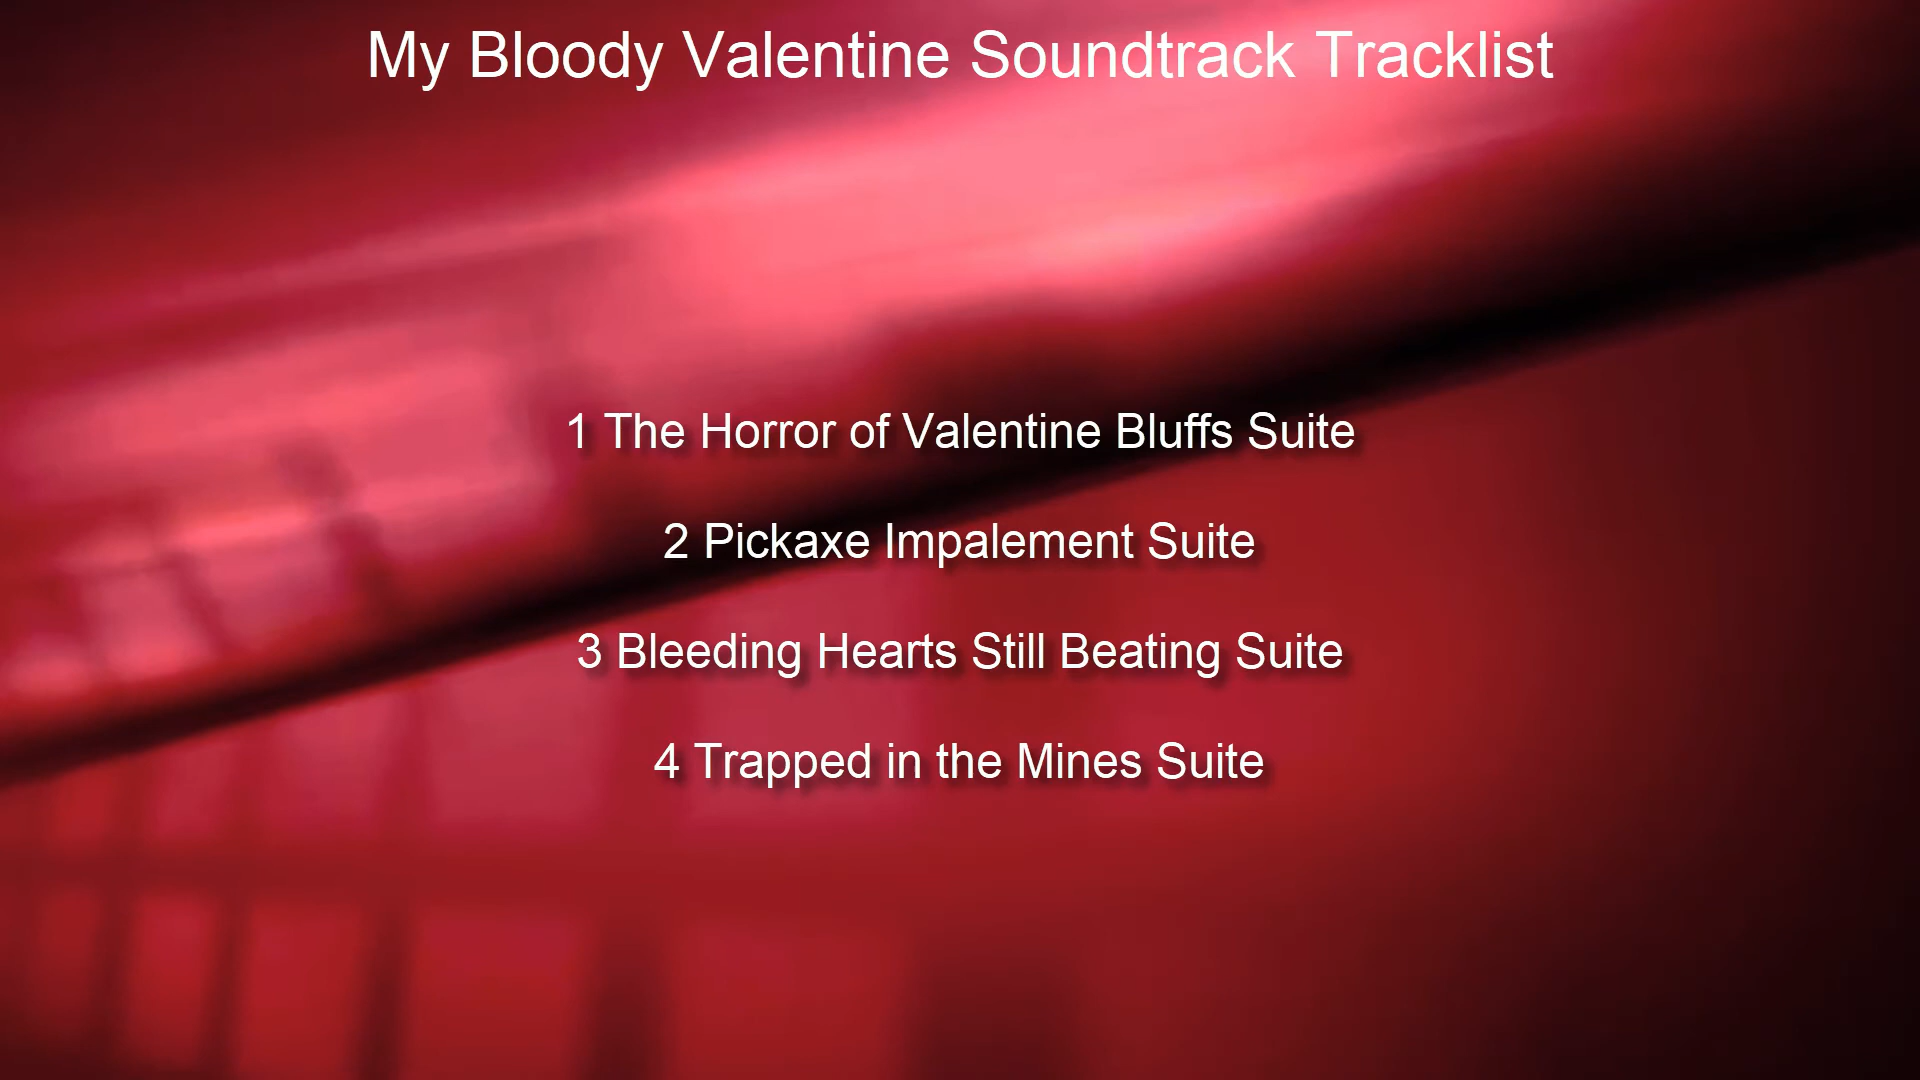 My Bloody Valentine Soundtrack Tracklist
1 The Horror of Valentine Bluffs Suite
2 Pickaxe Impalement Suite
3 Bleeding Hearts Still Beating Suite
4 Trapped in the Mines Suite